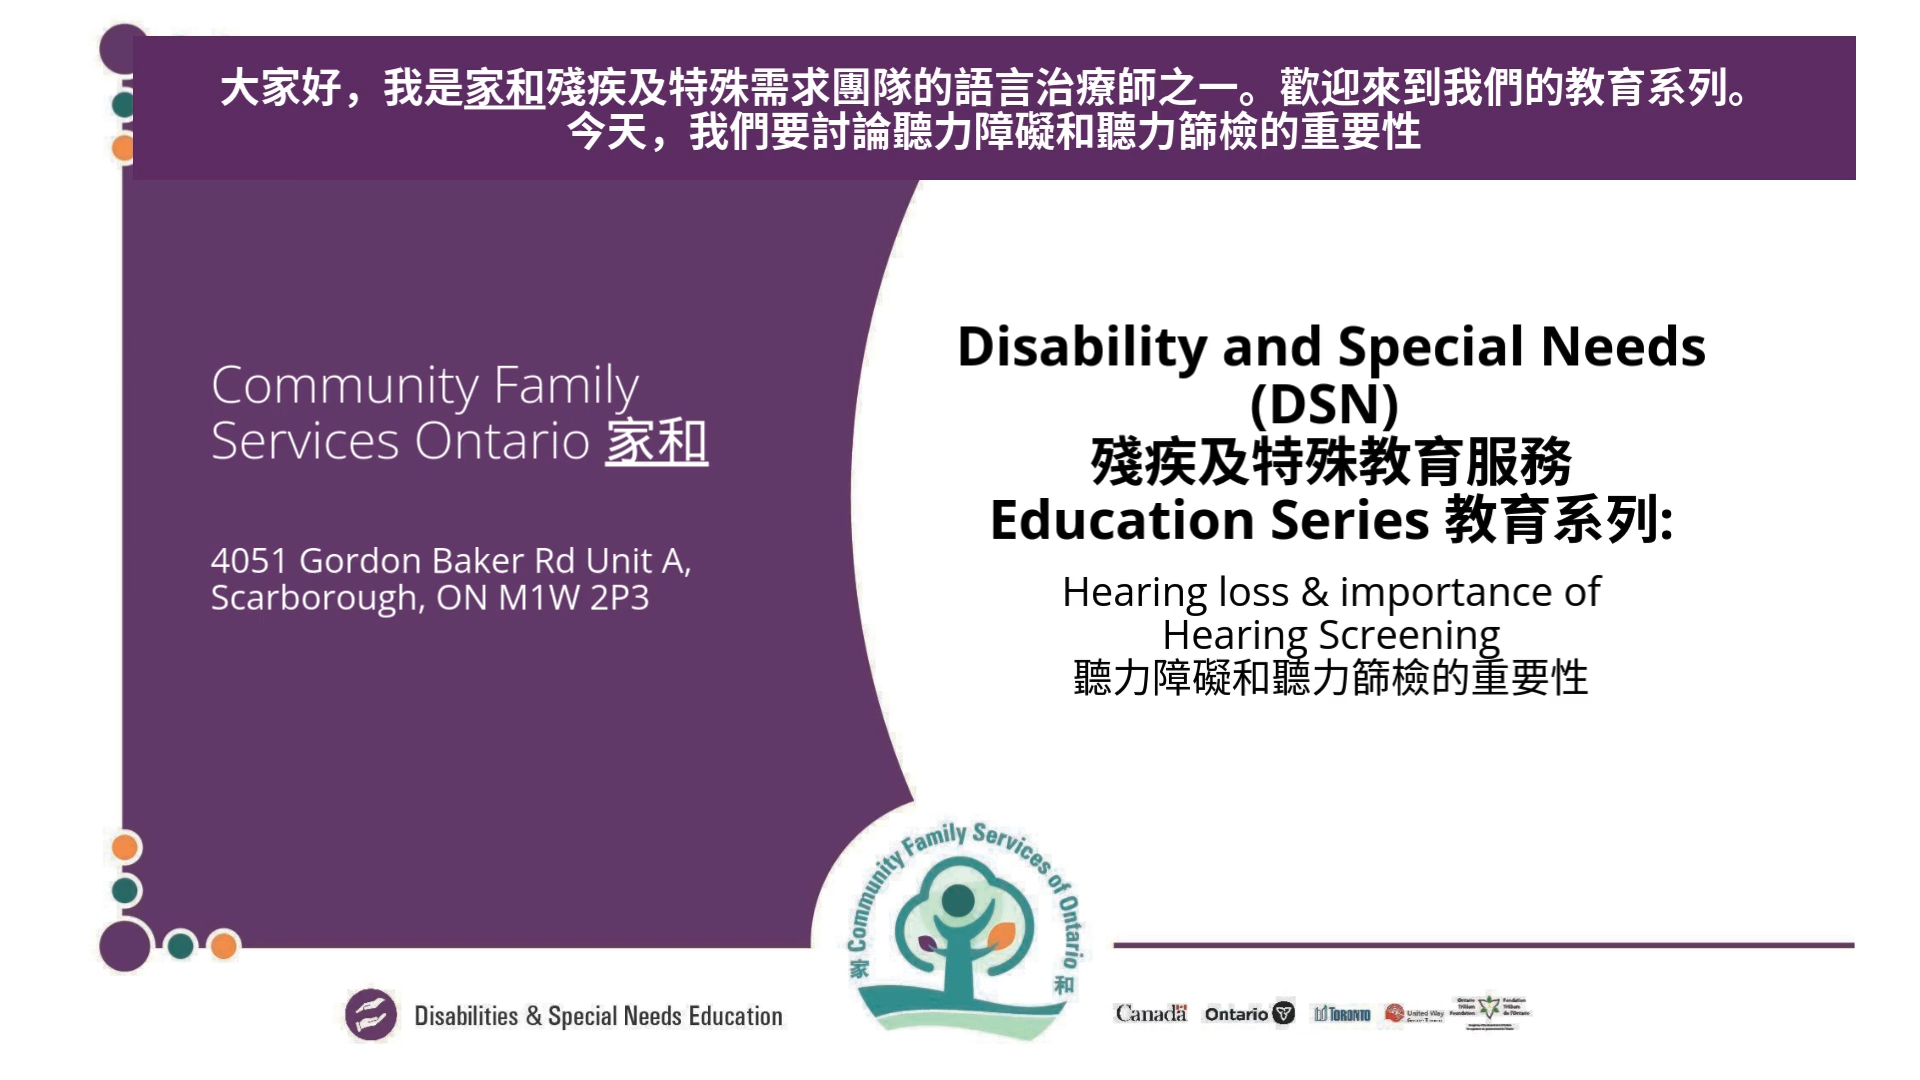 大家好，我是家和殘疾及特殊需求團隊的語言治療師之一。歡迎來到我們的教育系列。
今天，我們要討論聽力障礙和聽力篩檢的重要性
Community Family
Services Ontario 家和
4051 Gordon Baker Rd Unit A,
Scarborough, ON M1W 2P3
Disability and Special Needs
(DSN)
殘疾及特殊教育服務
Education Series 教育系列:
Hearing loss & importance of
Hearing Screening
聽力障礙和聽力篩檢的重要性
家 Community Family Services of Ontario 和
Disabilities & Special Needs Education
Canada
Ontario
TORONTO
United Way